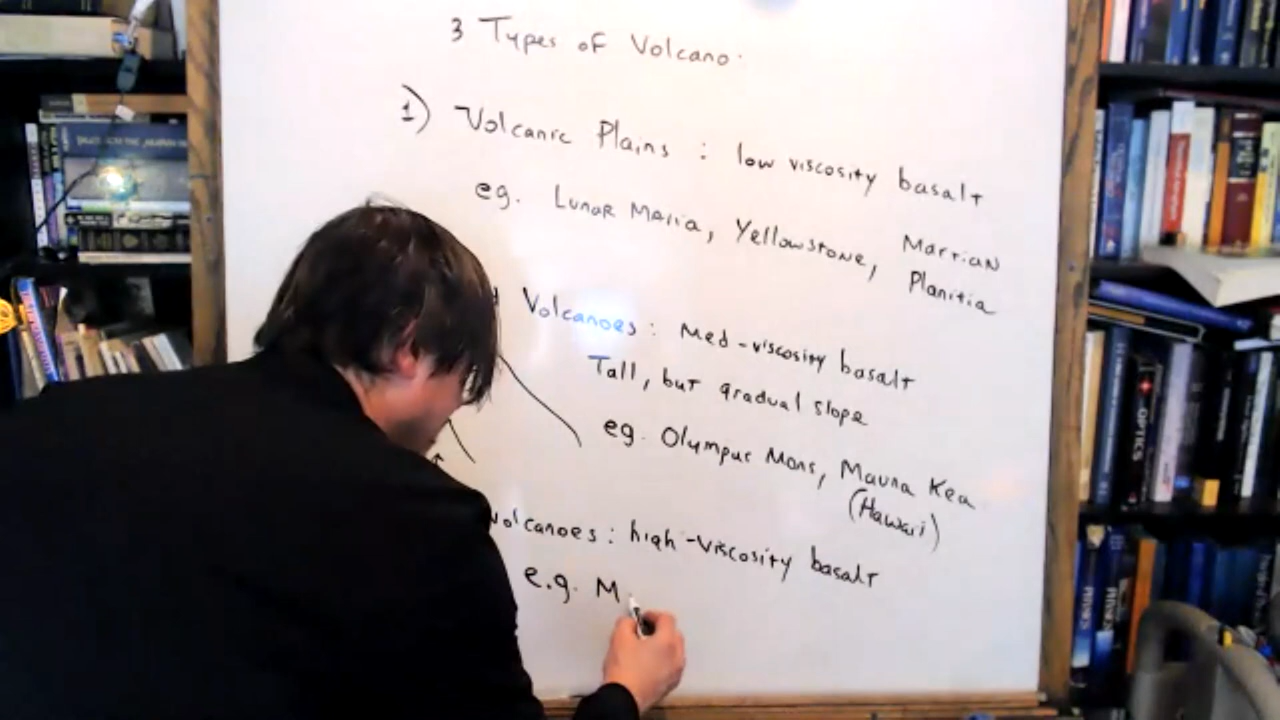 3 Types of Volcano
1) Volcanic Plains : low viscosity basalt
eg. Lunar Maria, Yellowstone, Martian Planitia
Volcanoes : Med-viscosity basalt
Tall, but gradual slope
eg. Olympus Mons, Mauna Kea
(Hawaii)
Volcanoes : high-viscosity basalt
e.g. M
OPTICS